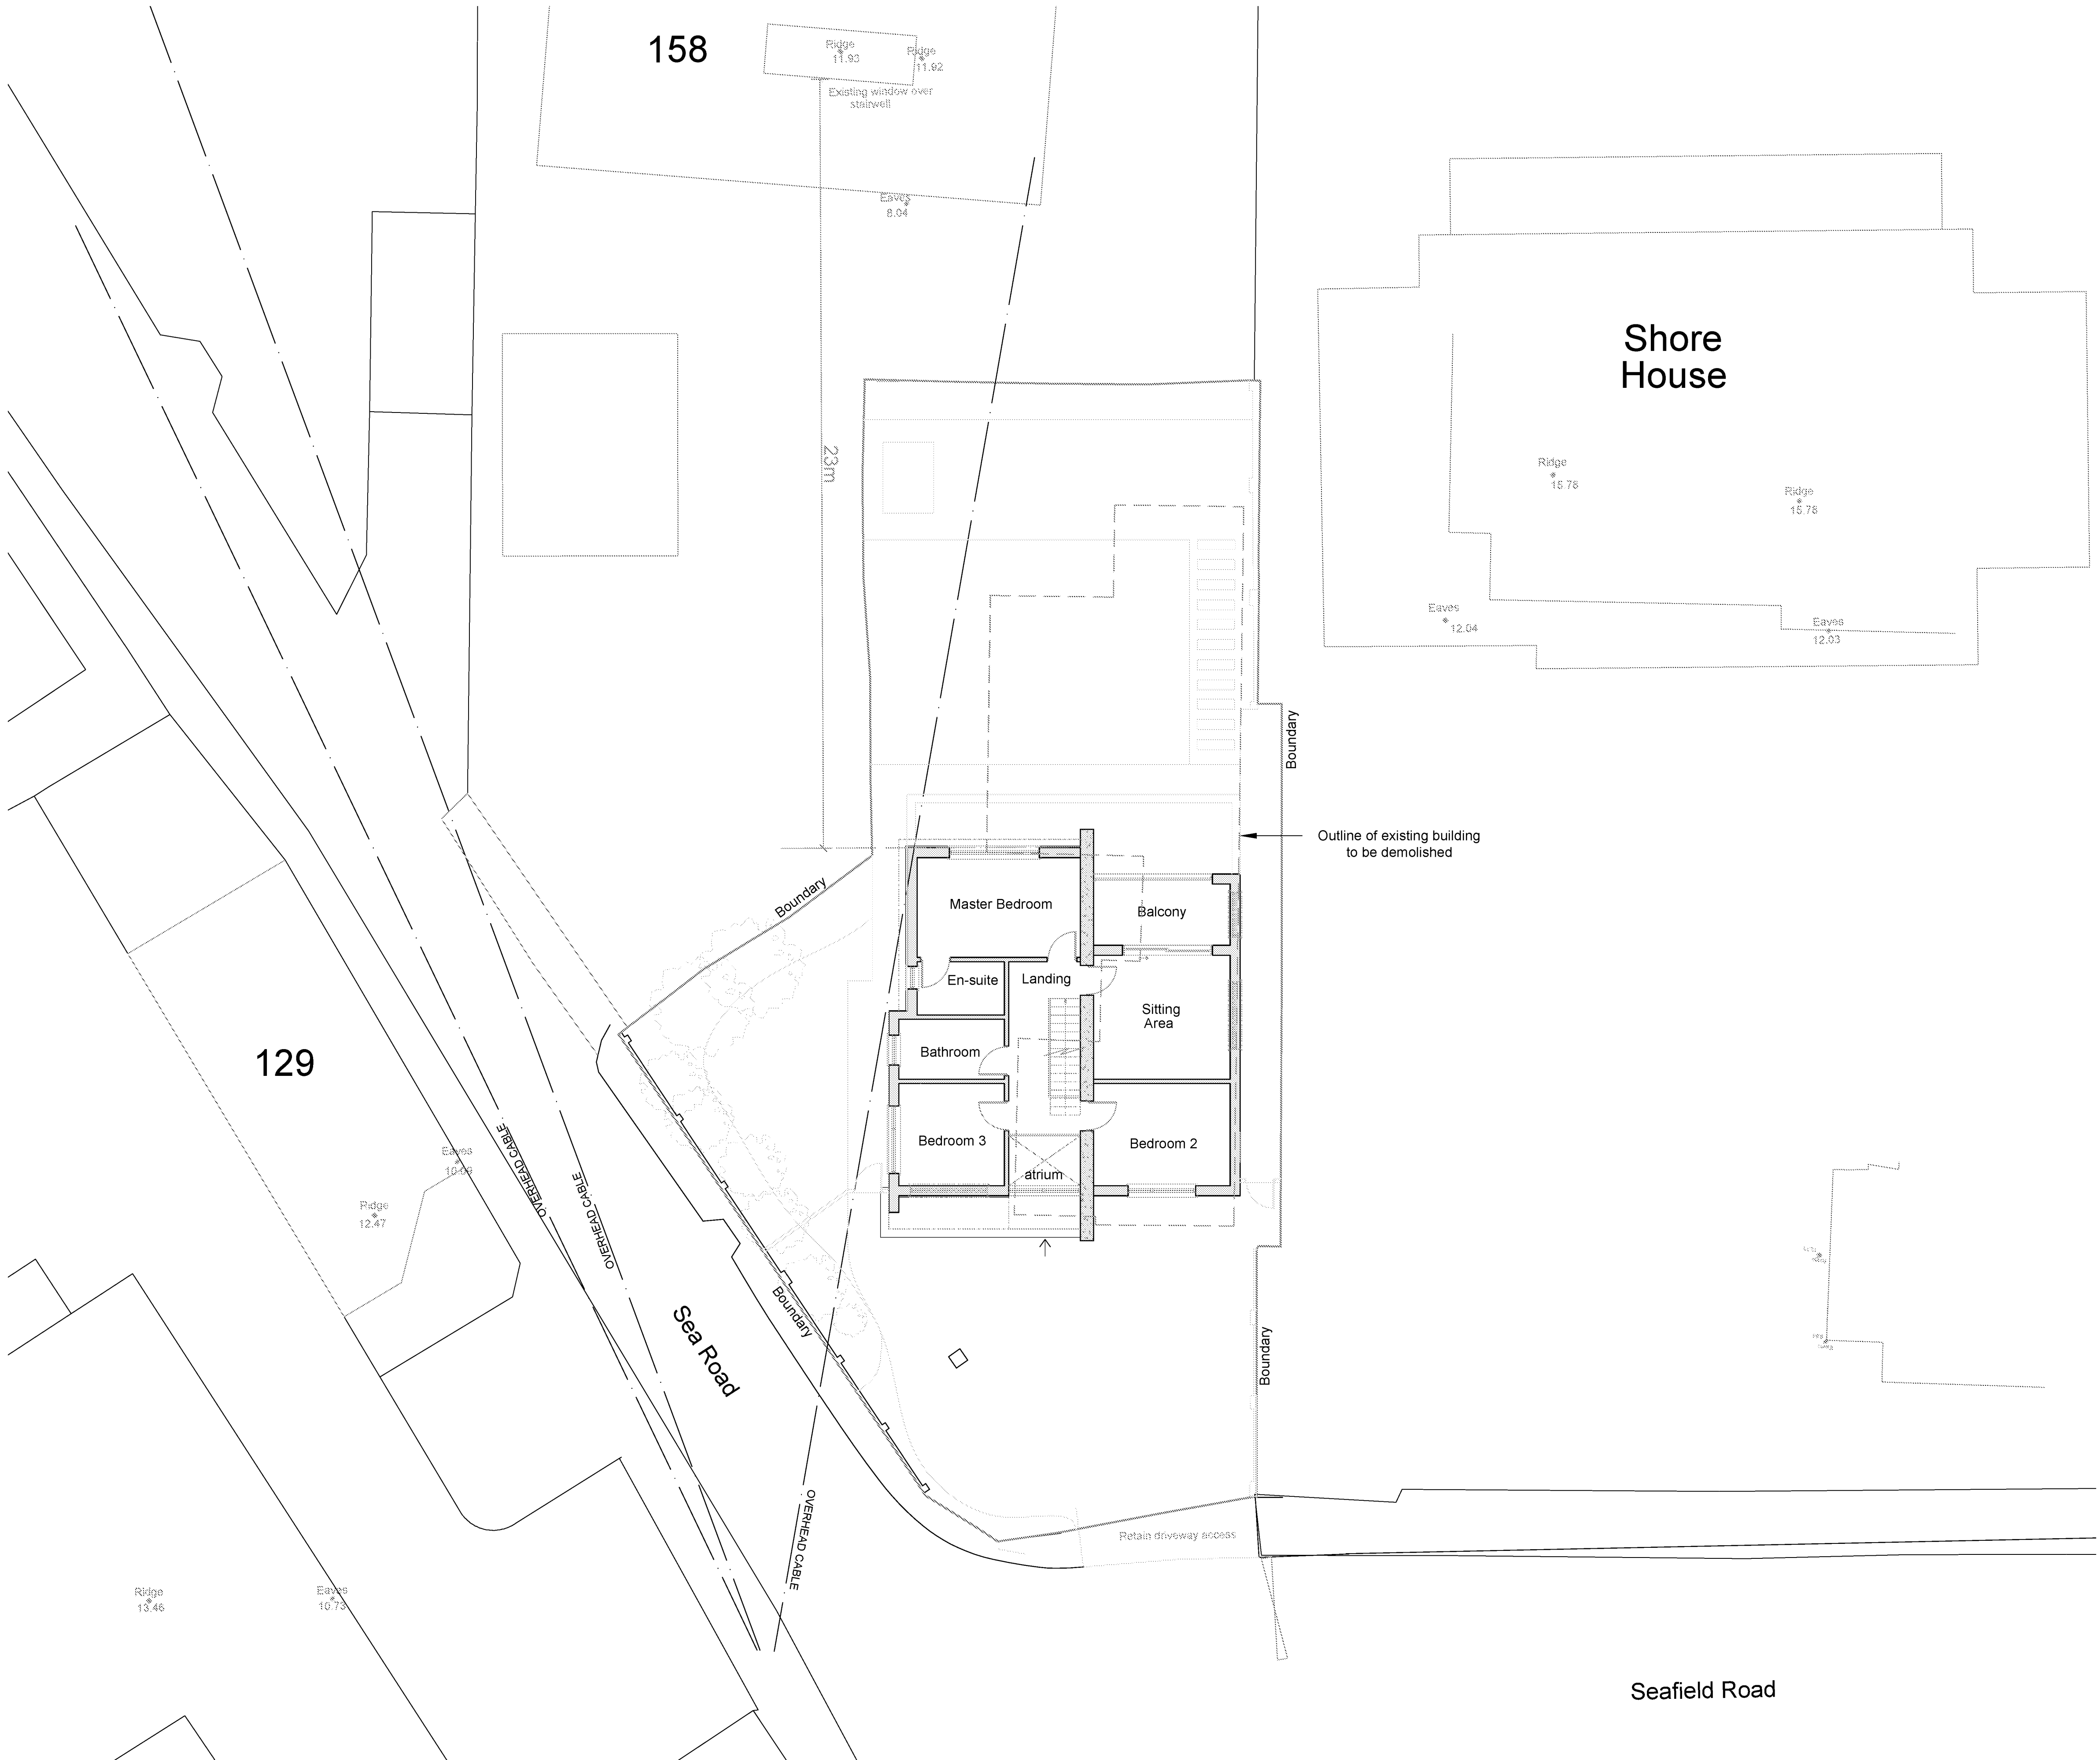 158
Ridge
11.93
Ridge
11.92
Existing window over
stairwell
Eaves
8.04
23m
Shore
House
Ridge
15.78
Ridge
15.78
Eaves
12.04
Eaves
12.03
Boundary
Outline of existing building
to be demolished
Boundary
Master Bedroom
Balcony
En-suite
Landing
Sitting
Area
Bathroom
Bedroom 3
Bedroom 2
atrium
129
Eaves
10.09
Ridge
12.47
OVERHEAD CABLE
OVERHEAD CABLE
Sea Road
Boundary
Boundary
OVERHEAD CABLE
Retain driveway access
Ridge
13.46
Eaves
10.73
Seafield Road